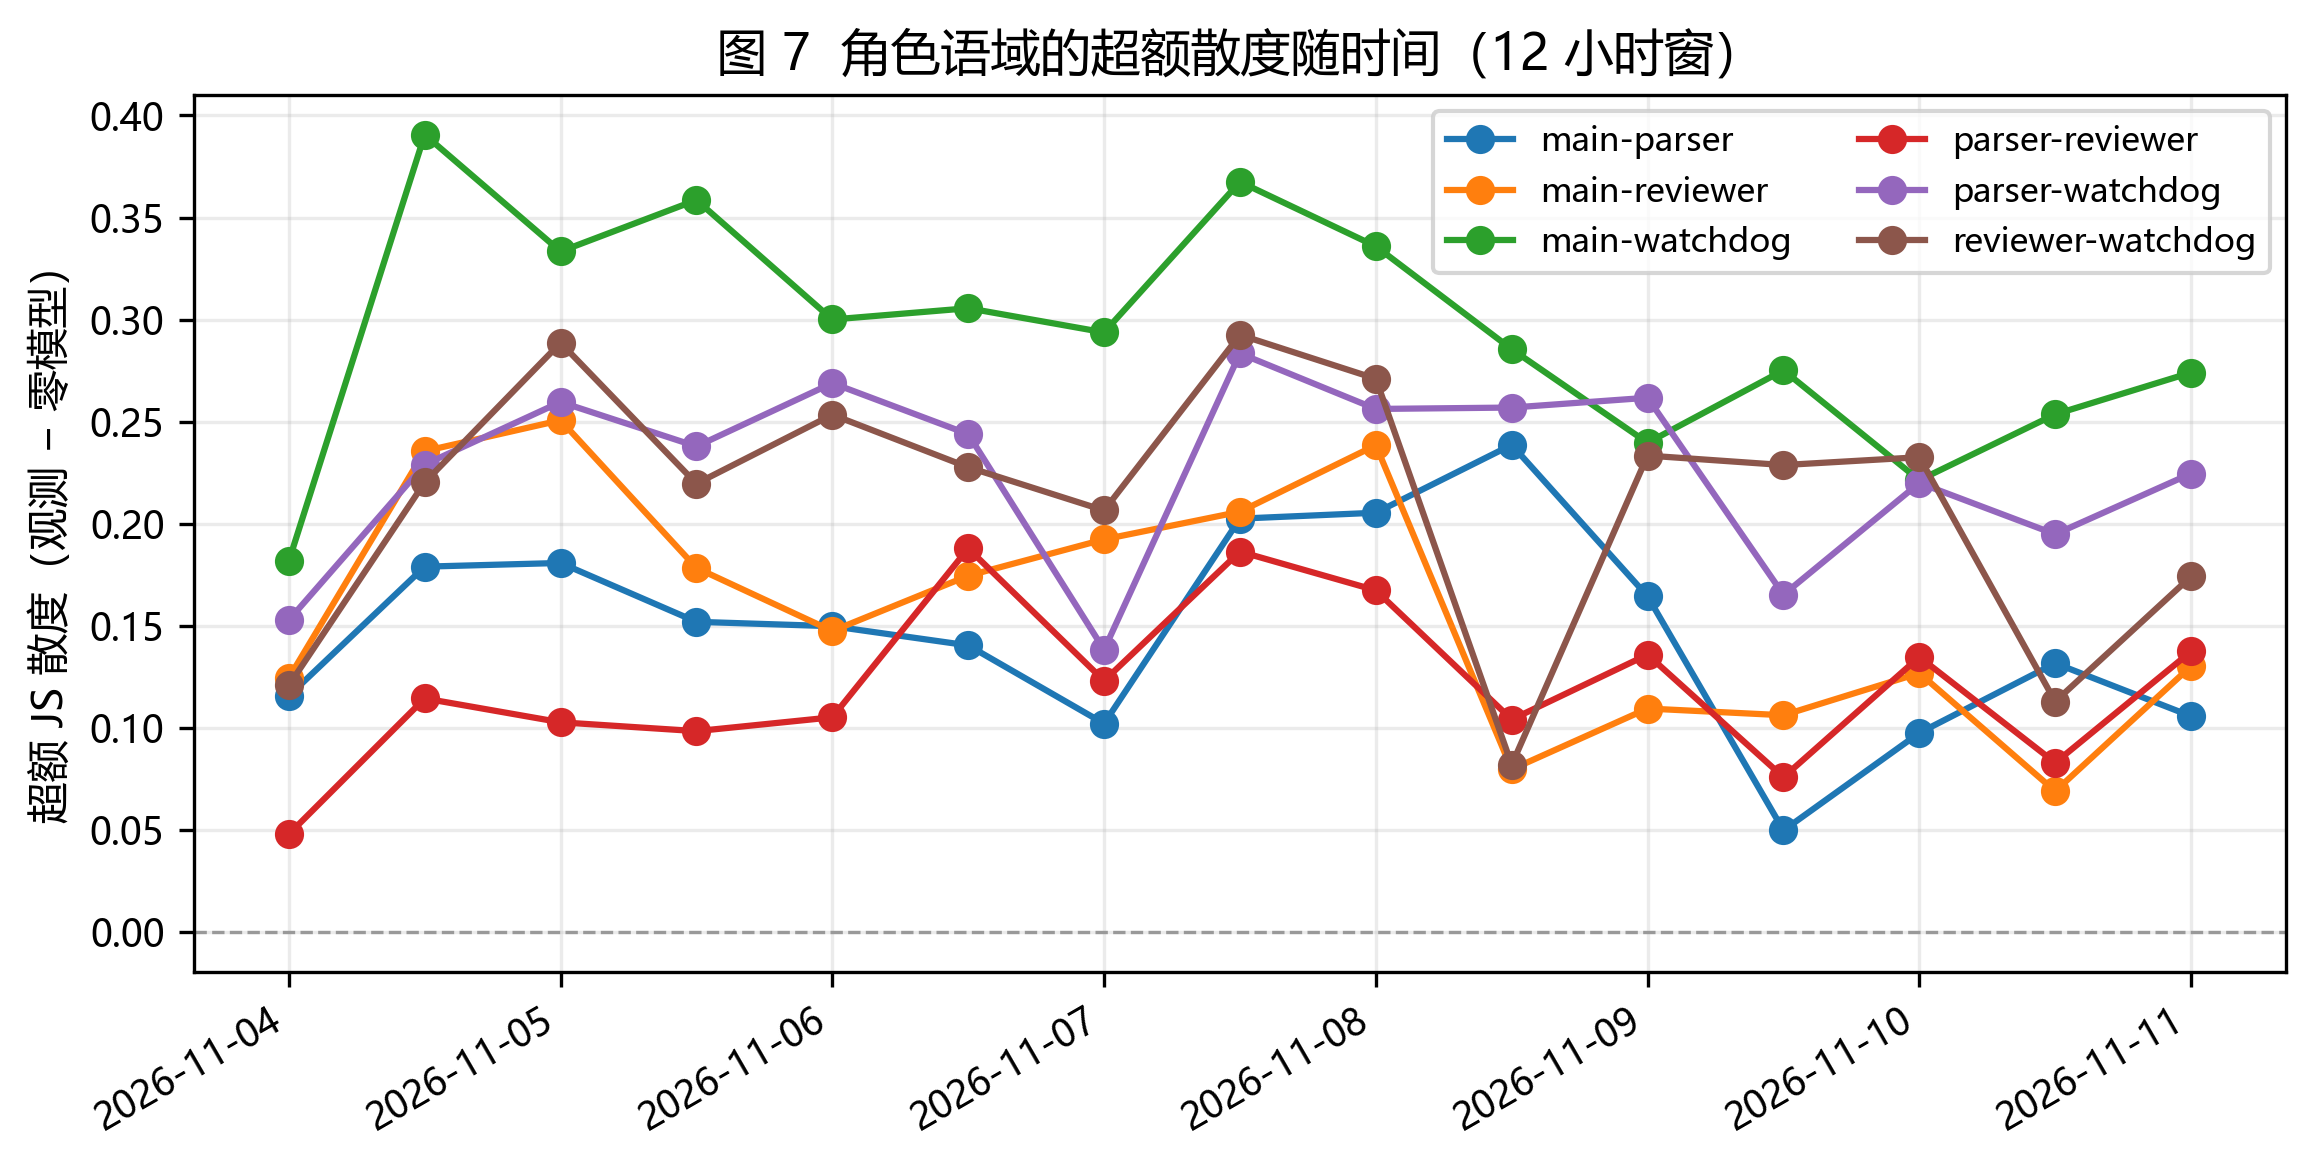 图 7  角色语域的超额散度随时间（12 小时窗）
超额 JS 散度（观测 − 零模型）
0.40
0.35
0.30
0.25
0.20
0.15
0.10
0.05
0.00
main-parser
main-reviewer
main-watchdog
parser-reviewer
parser-watchdog
reviewer-watchdog
2026-11-04
2026-11-05
2026-11-06
2026-11-07
2026-11-08
2026-11-09
2026-11-10
2026-11-11